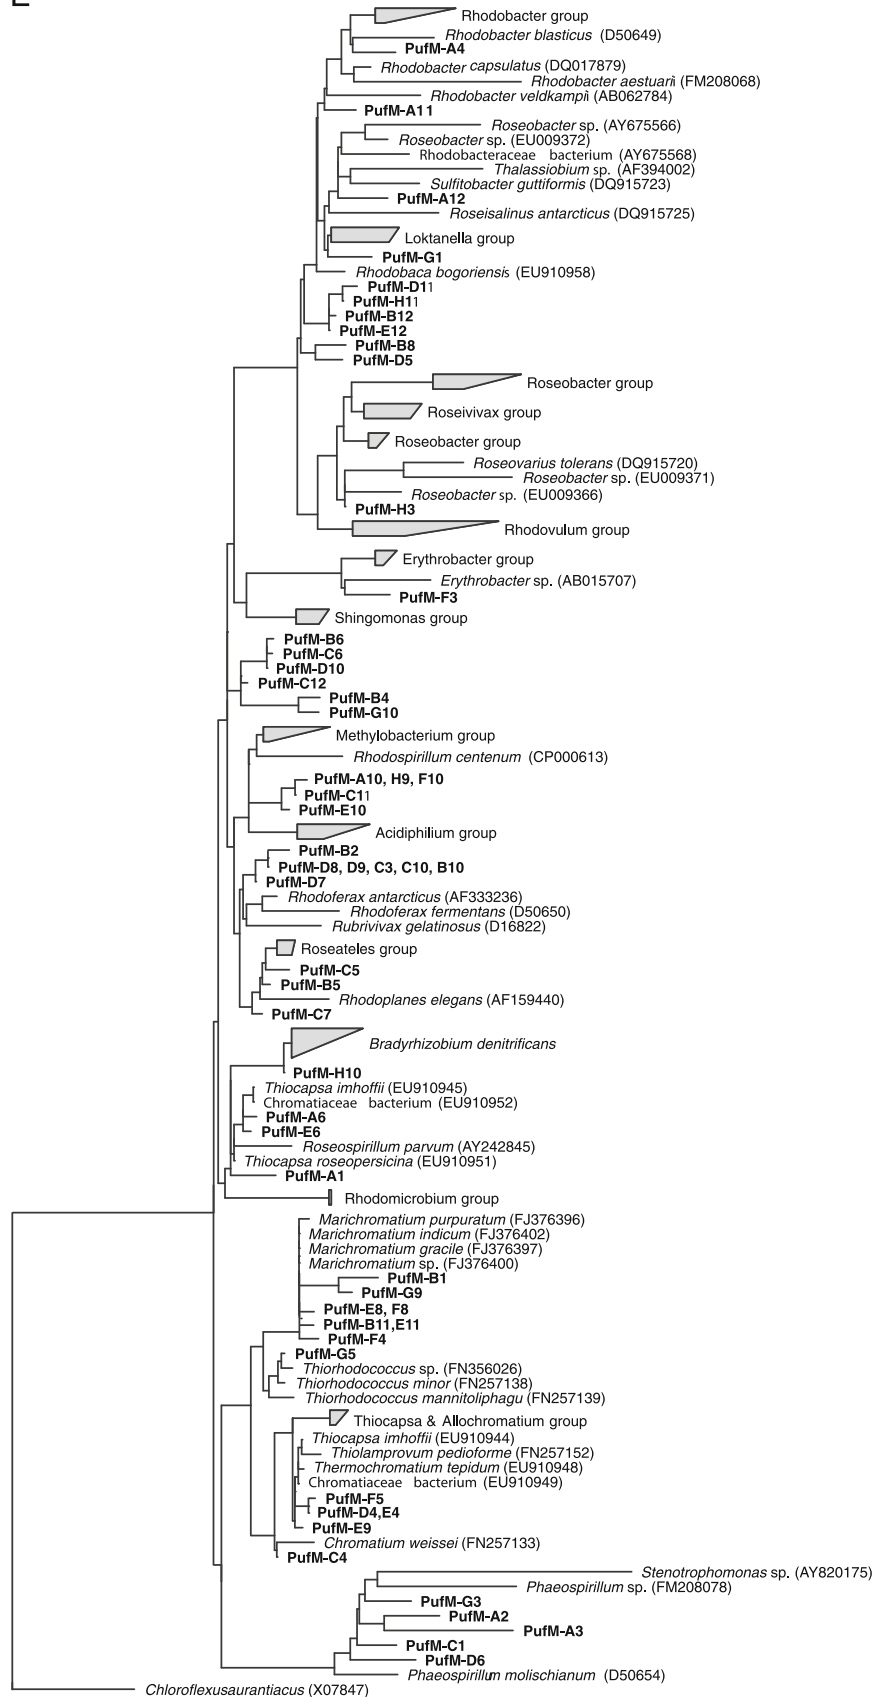 E
Rhodobacter group
Rhodobacter blasticus (D50649)
PufM-A4
Rhodobacter capsulatus (DQ017879)
Rhodobacter aestuarii (FM208068)
Rhodobacter veldkampii (AB062784)
PufM-A11
Roseobacter sp. (AY675566)
Roseobacter sp. (EU009372)
Rhodobacteraceae bacterium (AY675568)
Thalassiobium sp. (AF394002)
Sulfitobacter guttiformis (DQ915723)
PufM-A12
Roseisalinus antarcticus (DQ915725)
Loktanella group
PufM-G1
Rhodobaca bogoriensis (EU910958)
PufM-D11
PufM-H11
PufM-B12
PufM-E12
PufM-B8
PufM-D5
Roseobacter group
Roseivivax group
Roseobacter group
Roseovarius tolerans (DQ915720)
Roseobacter sp. (EU009371)
Roseobacter sp. (EU009366)
PufM-H3
Rhodovulum group
Erythrobacter group
Erythrobacter sp. (AB015707)
PufM-F3
Shingomonas group
PufM-B6
PufM-C6
PufM-D10
PufM-C12
PufM-B4
PufM-G10
Methylobacterium group
Rhodospirillum centenum (CP000613)
PufM-A10, H9, F10
PufM-C11
PufM-E10
Acidiphilium group
PufM-B2
PufM-D8, D9, C3, C10, B10
PufM-D7
Rhodoferax antarcticus (AF333236)
Rhodoferax fermentans (D50650)
Rubrivivax gelatinosus (D16822)
Roseateles group
PufM-C5
PufM-B5
Rhodoplanes elegans (AF159440)
PufM-C7
Bradyrhizobium denitrificans
PufM-H10
Thiocapsa imhoffii (EU910945)
Chromatiaceae bacterium (EU910952)
PufM-A6
PufM-E6
Roseospirillum parvum (AY242845)
Thiocapsa roseopersicina (EU910951)
PufM-A1
Rhodomicrobium group
Marichromatium purpuratum (FJ376396)
Marichromatium indicum (FJ376402)
Marichromatium gracile (FJ376397)
Marichromatium sp. (FJ376400)
PufM-B1
PufM-G9
PufM-E8, F8
PufM-B11,E11
PufM-F4
PufM-G5
Thiorhodococcus sp. (FN356026)
Thiorhodococcus minor (FN257138)
Thiorhodococcus mannitoliphagu (FN257139)
Thiocapsa & Allochromatium group
Thiocapsa imhoffii (EU910944)
Thiolamprovum pedioforme (FN257152)
Thermochromatium tepidum (EU910948)
Chromatiaceae bacterium (EU910949)
PufM-F5
PufM-D4,E4
PufM-E9
Chromatium weissei (FN257133)
PufM-C4
Stenotrophomonas sp. (AY820175)
Phaeospirillum sp. (FM208078)
PufM-G3
PufM-A2
PufM-A3
PufM-C1
PufM-D6
Phaeospirillum molischianum (D50654)
Chloroflexusaurantiacus (X07847)